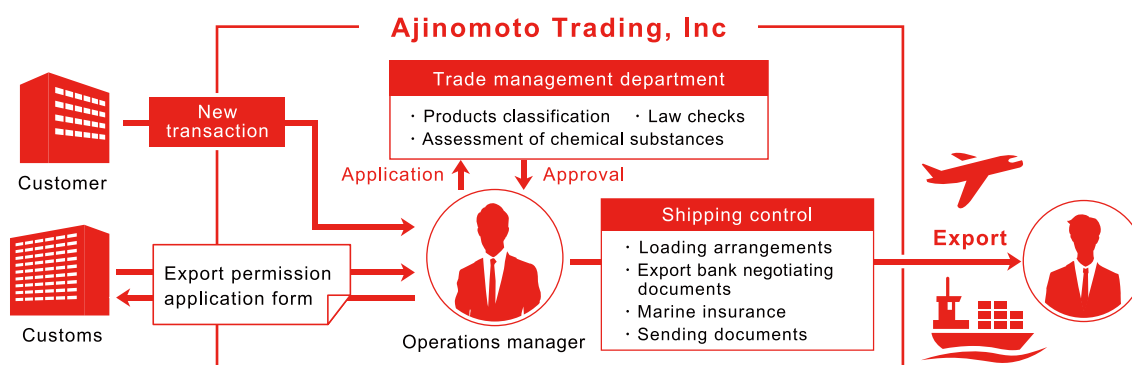 Ajinomoto Trading, Inc
Trade management department
· Products classification · Law checks
· Assessment of chemical substances
New
transaction
Customer
Application
Approval
Export permission
application form
Customs
Operations manager
Shipping control
· Loading arrangements
· Export bank negotiating
documents
· Marine insurance
· Sending documents
Export